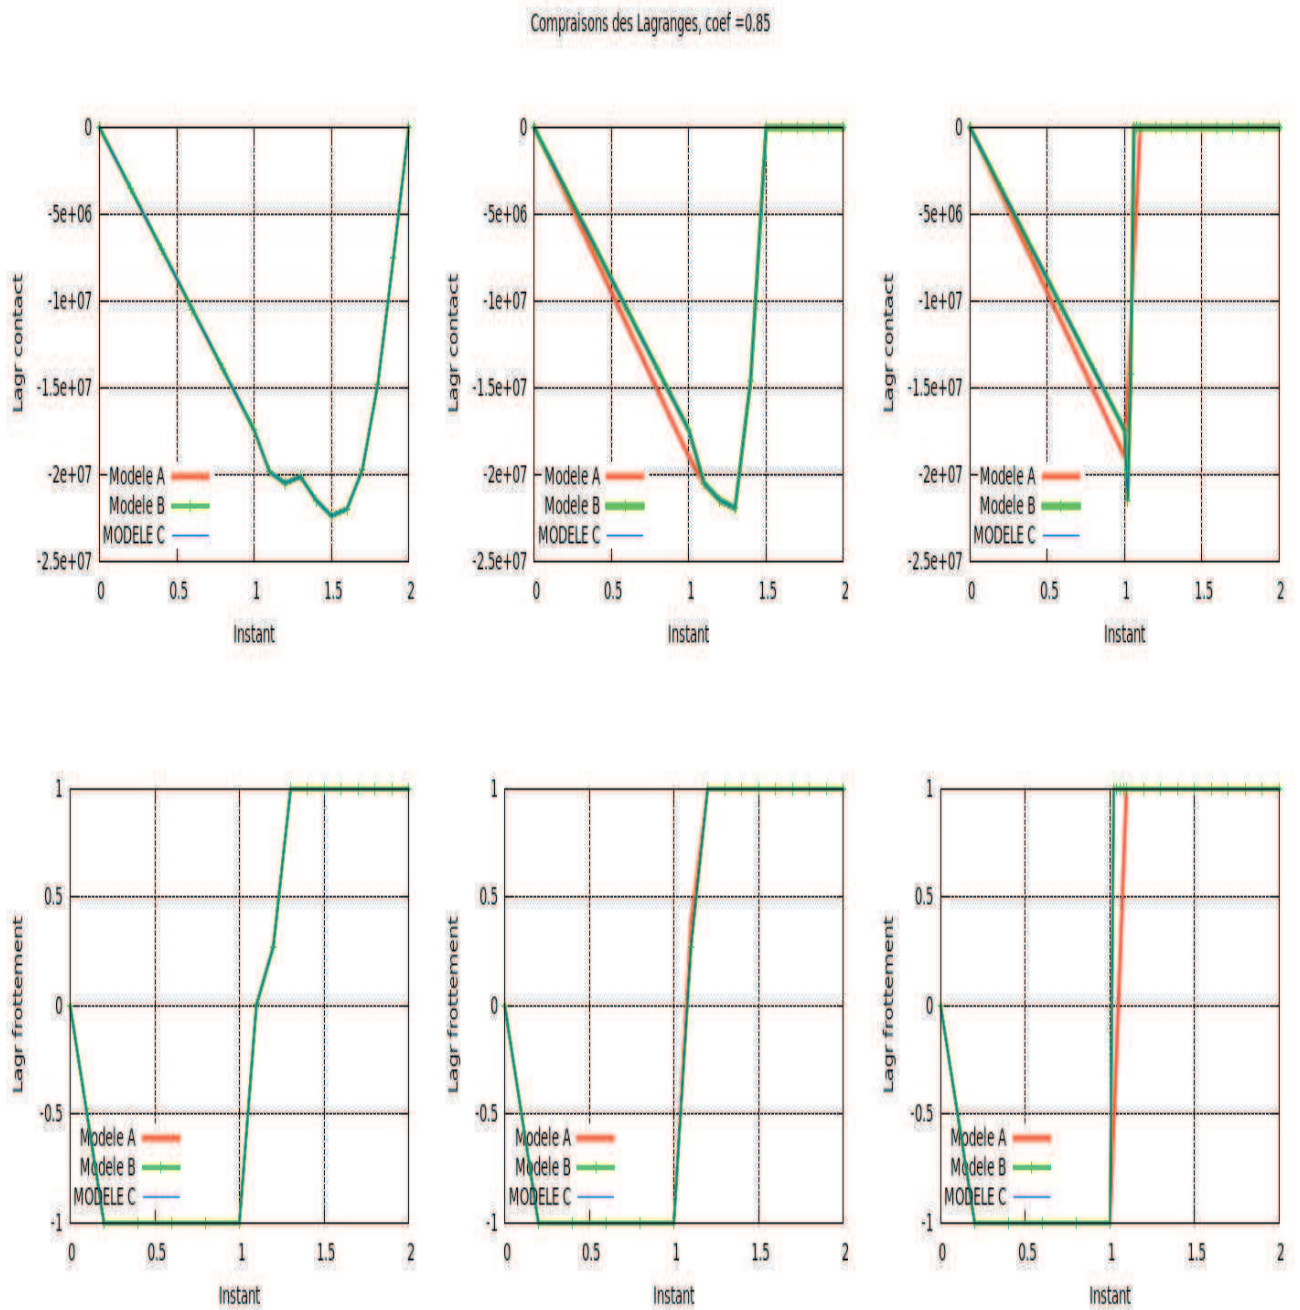 Compraisons des Lagranges, coef =0.85
0
-5e+06
-1e+07
-1.5e+07
-2e+07
-2.5e+07
Lagr contact
Modele A
Modele B
MODELE C
0 0.5 1 1.5 2
Instant
0
-5e+06
-1e+07
-1.5e+07
-2e+07
-2.5e+07
Lagr contact
Modele A
Modele B
MODELE C
0 0.5 1 1.5 2
Instant
0
-5e+06
-1e+07
-1.5e+07
-2e+07
-2.5e+07
Lagr contact
Modele A
Modele B
MODELE C
0 0.5 1 1.5 2
Instant
1
0.5
0
-0.5
-1
Lagr frottement
Modele A
Modele B
MODELE C
0 0.5 1 1.5 2
Instant
1
0.5
0
-0.5
-1
Lagr frottement
Modele A
Modele B
MODELE C
0 0.5 1 1.5 2
Instant
1
0.5
0
-0.5
-1
Lagr frottement
Modele A
Modele B
MODELE C
0 0.5 1 1.5 2
Instant